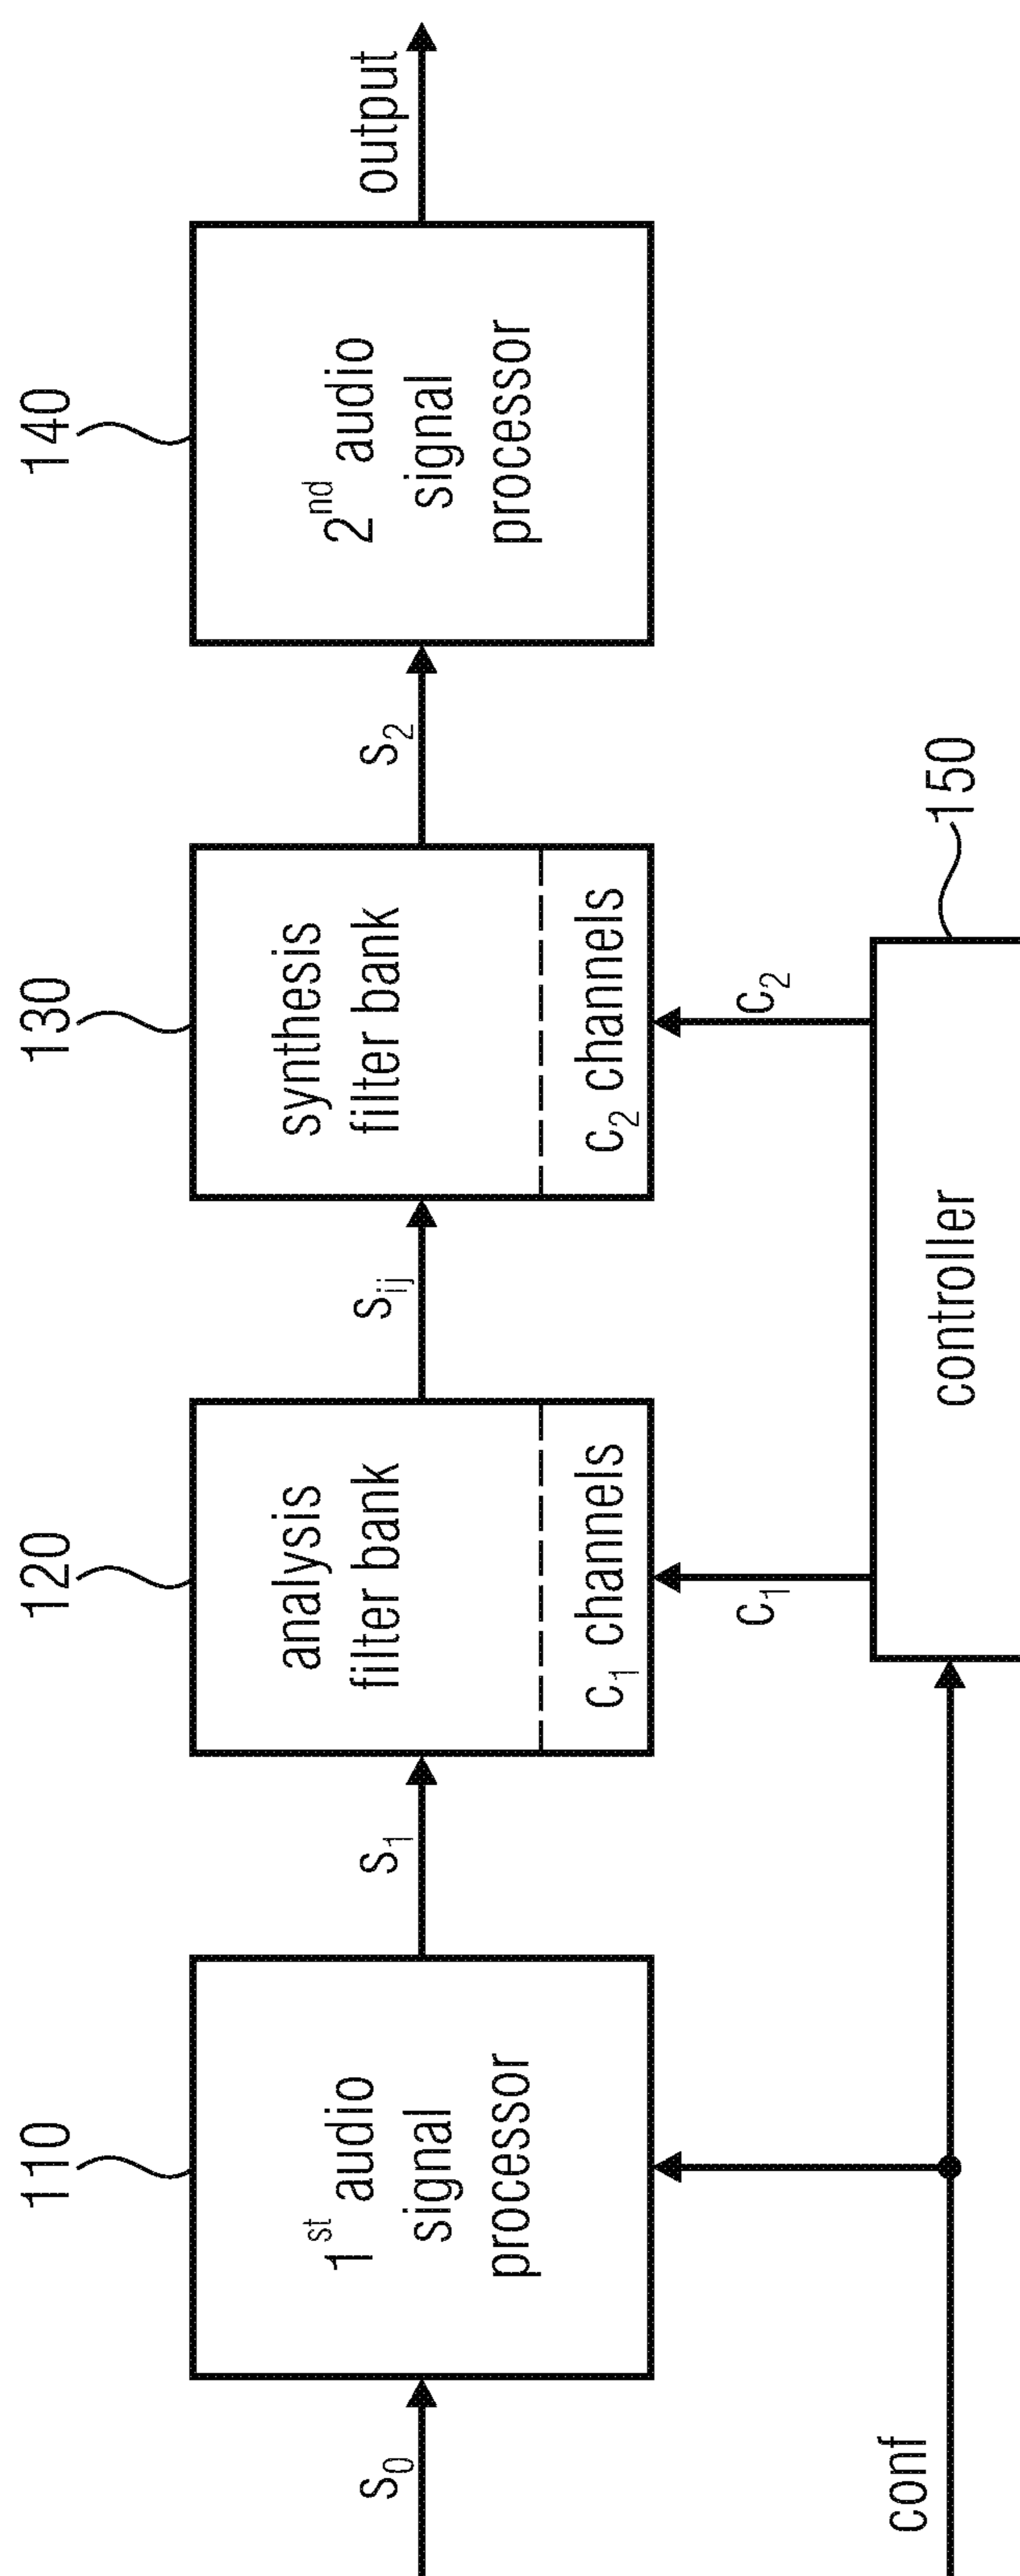 110
120
130
140
s0
1st audio
signal
processor
s1
analysis
filter bank
c1 channels
sij
synthesis
filter bank
c2 channels
s2
2nd audio
signal
processor
output
c1
c2
conf
controller
150